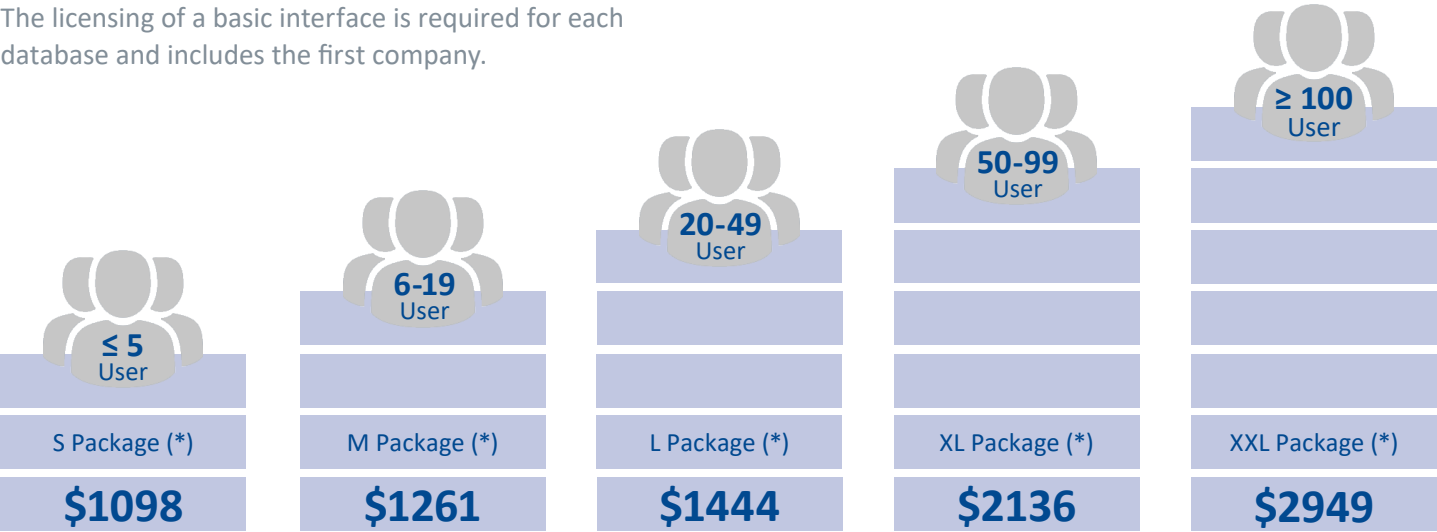 The licensing of a basic interface is required for each
database and includes the first company.
≤ 5
User
S Package (*)
$1098
6-19
User
M Package (*)
$1261
20-49
User
L Package (*)
$1444
50-99
User
XL Package (*)
$2136
≥ 100
User
XXL Package (*)
$2949